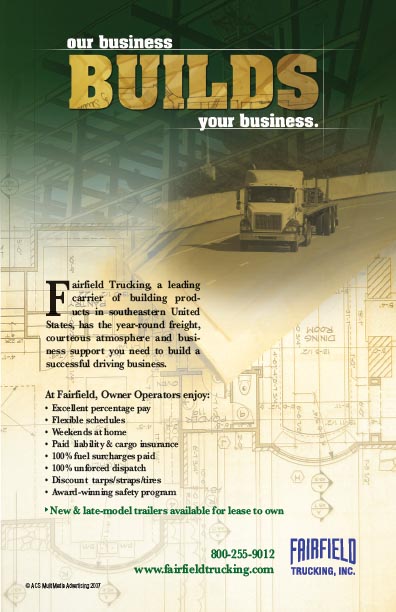 our business
BUILDS
your business.
Fairfield Trucking, a leading
carrier of building prod-
ucts in southeastern United
States, has the year-round freight,
courteous atmosphere and busi-
ness support you need to build a
successful driving business.
At Fairfield, Owner Operators enjoy:
• Excellent percentage pay
• Flexible schedules
• Weekends at home
• Paid liability & cargo insurance
• 100% fuel surcharges paid
• 100% unforced dispatch
• Discount tarps/straps/tires
• Award-winning safety program
New & late-model trailers available for lease to own
800-255-9012
www.fairfieldtrucking.com
FAIRFIELD
TRUCKING, INC.
© ACS MultiMedia Advertising 2007
DINING
ROOM